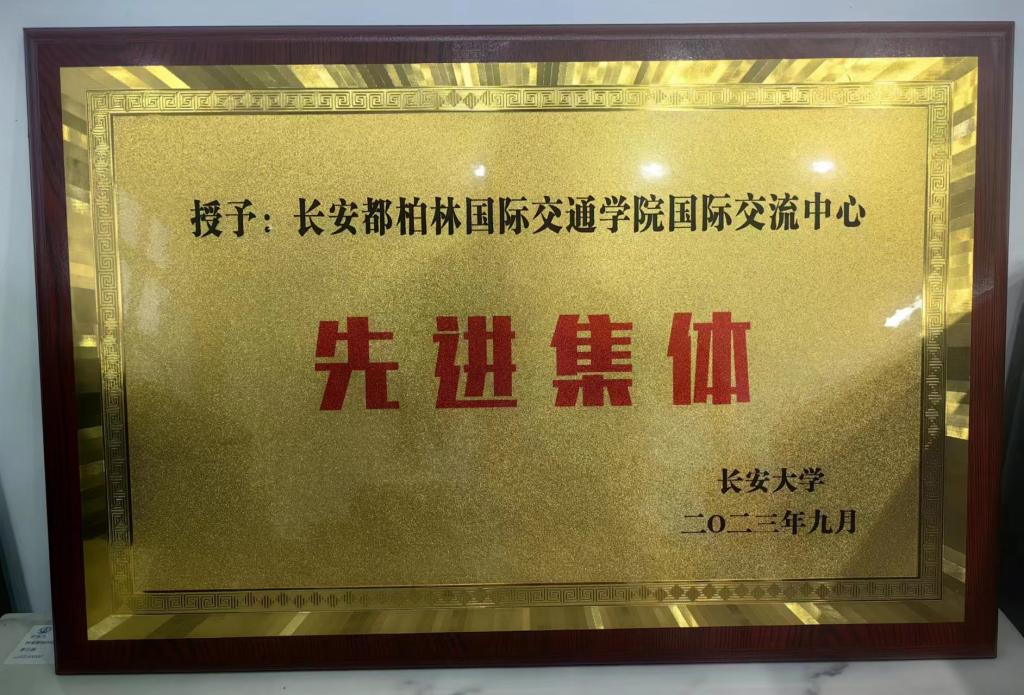 授予：长安都柏林国际交通学院国际交流中心
先进集体
长安大学
二O二三年九月